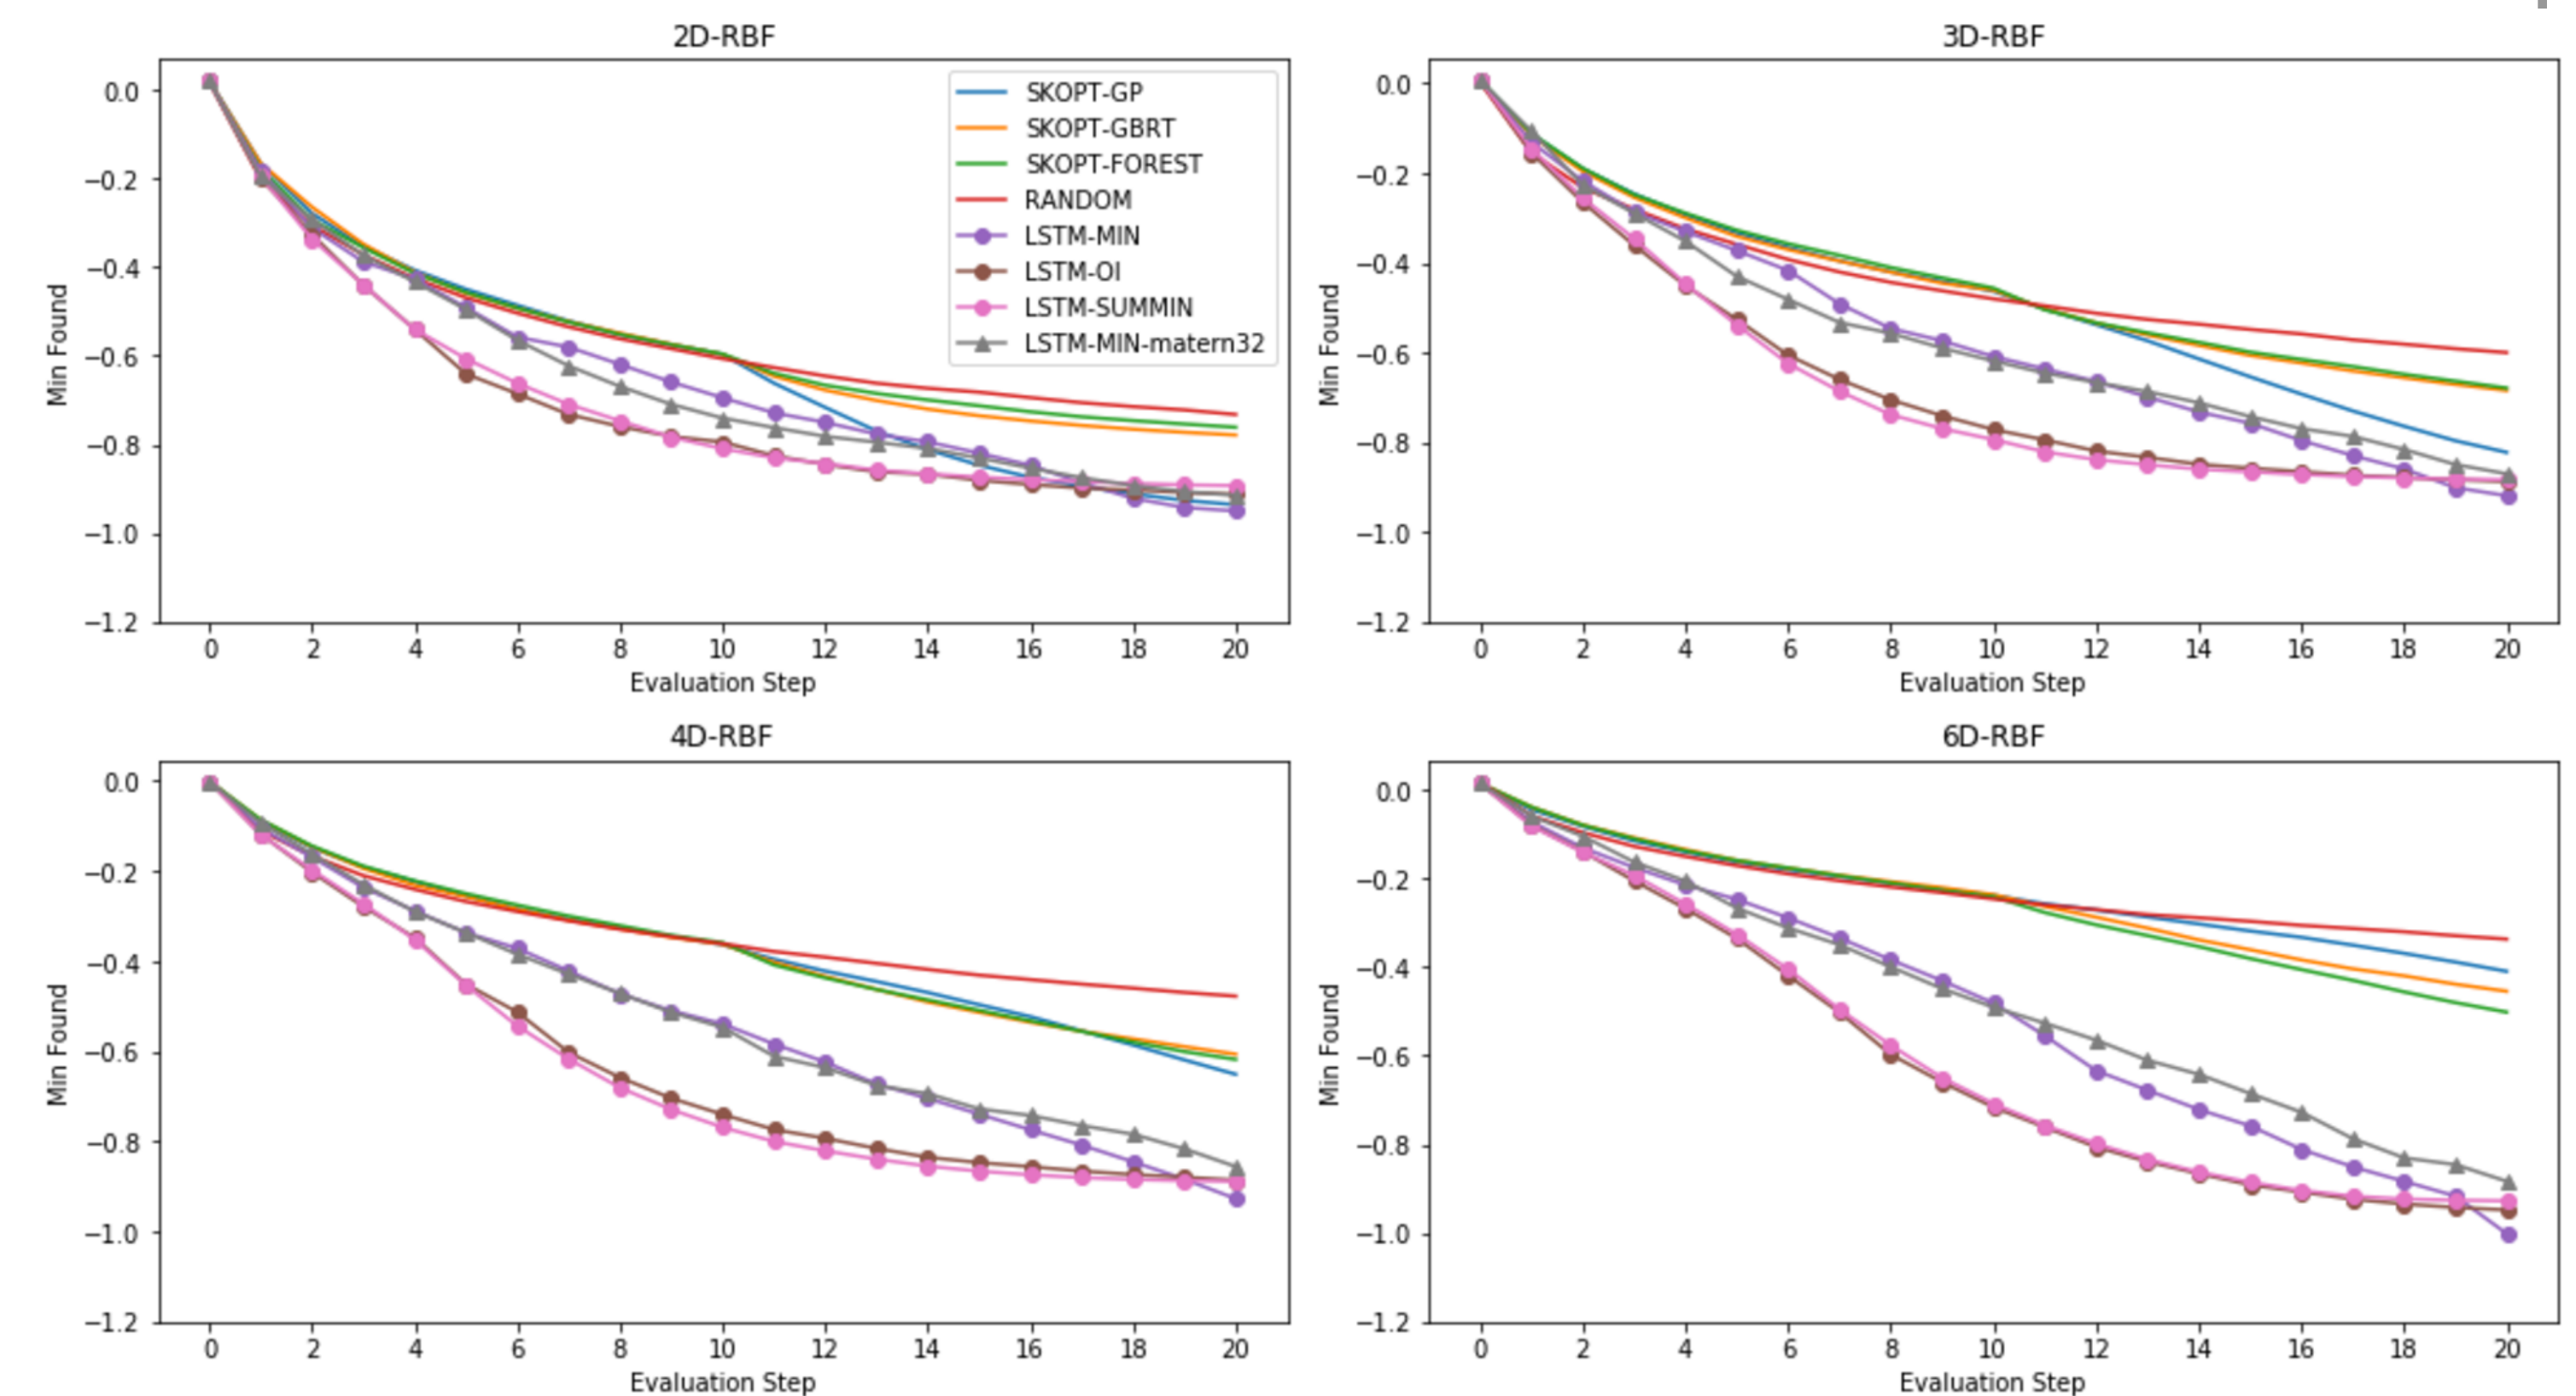 2D-RBF
0.0
−0.2
−0.4
−0.6
−0.8
−1.0
−1.2
Min Found
0 2 4 6 8 10 12 14 16 18 20
Evaluation Step
SKOPT-GP
SKOPT-GBRT
SKOPT-FOREST
RANDOM
LSTM-MIN
LSTM-OI
LSTM-SUMMIN
LSTM-MIN-matern32
3D-RBF
0.0
−0.2
−0.4
−0.6
−0.8
−1.0
−1.2
Min Found
0 2 4 6 8 10 12 14 16 18 20
Evaluation Step
4D-RBF
0.0
−0.2
−0.4
−0.6
−0.8
−1.0
−1.2
Min Found
0 2 4 6 8 10 12 14 16 18 20
Evaluation Step
6D-RBF
0.0
−0.2
−0.4
−0.6
−0.8
−1.0
−1.2
Min Found
0 2 4 6 8 10 12 14 16 18 20
Evaluation Step